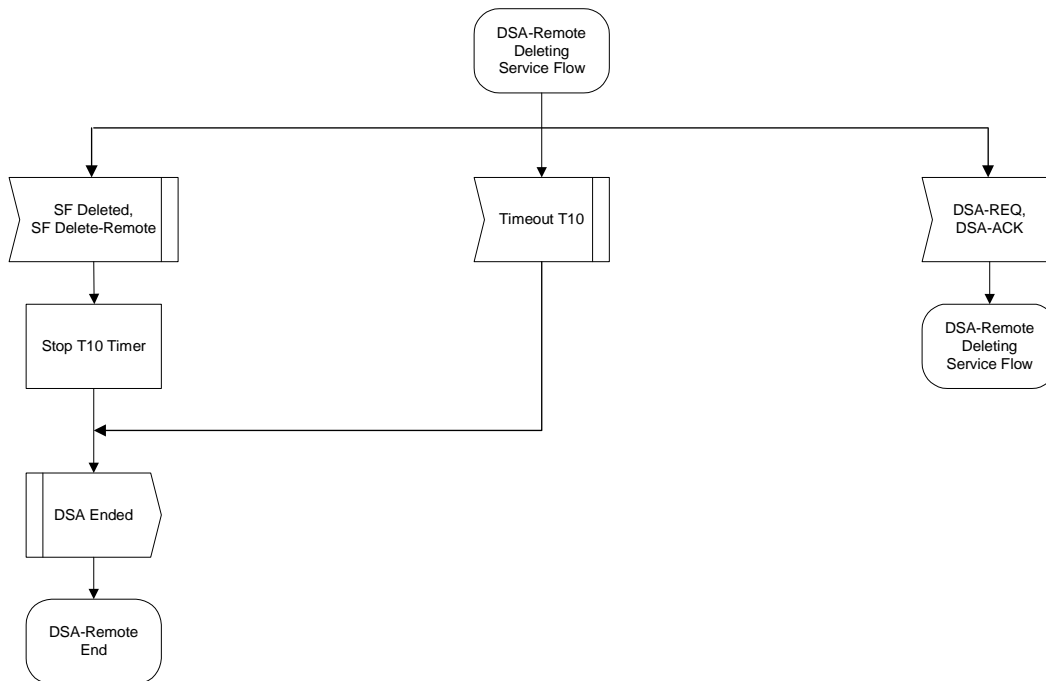 DSA-Remote
Deleting
Service Flow
SF Deleted,
SF Delete-Remote
Timeout T10
DSA-REQ,
DSA-ACK
Stop T10 Timer
DSA-Remote
Deleting
Service Flow
DSA Ended
DSA-Remote
End